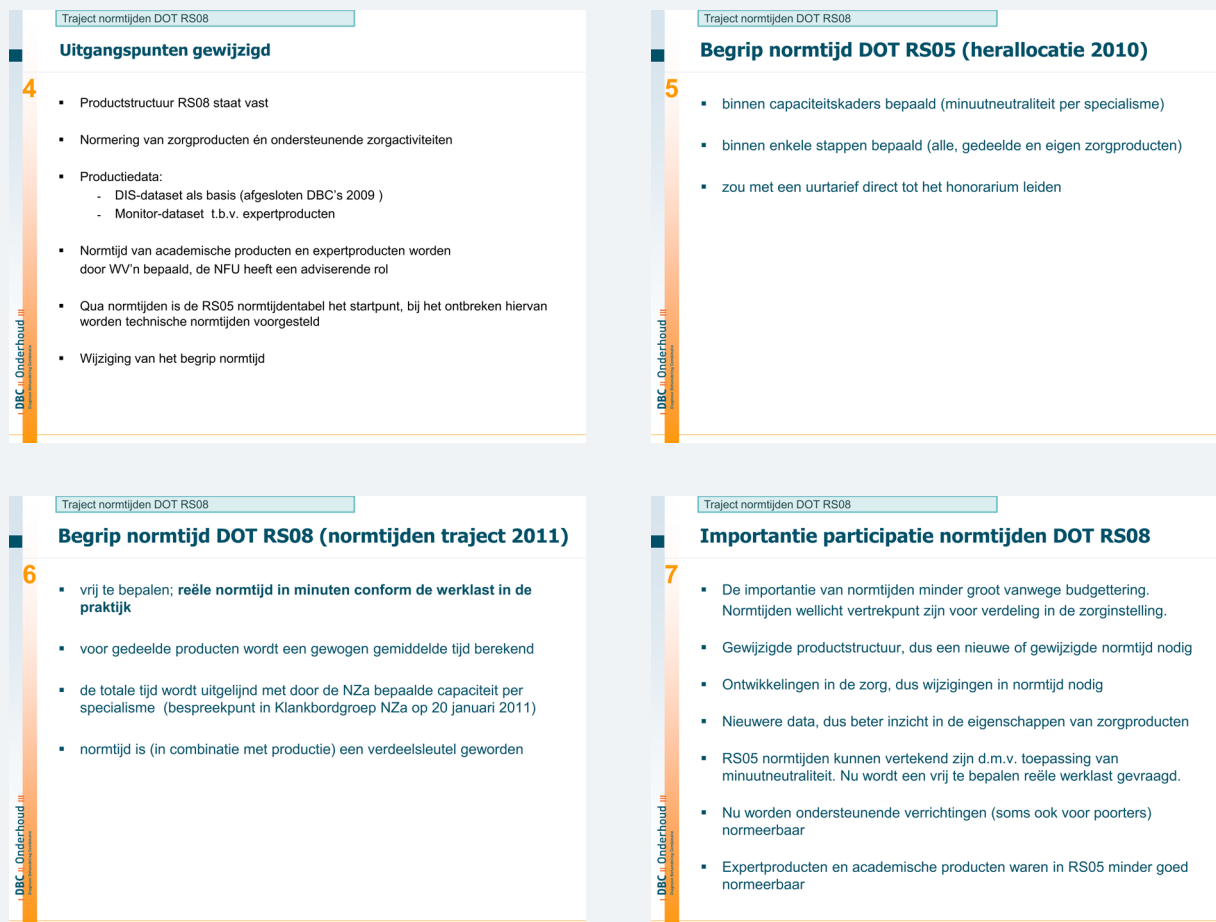 Traject normtijden DOT RS08
Uitgangspunten gewijzigd
4
▪ Productstructuur RS08 staat vast
▪ Normering van zorgproducten én ondersteunende zorgactiviteiten
▪ Productiedata:
- DIS-dataset als basis (afgesloten DBC's 2009 )
- Monitor-dataset t.b.v. expertproducten
▪ Normtijd van academische producten en expertproducten worden
door WV'n bepaald, de NFU heeft een adviserende rol
▪ Qua normtijden is de RS05 normtijdentabel het startpunt, bij het ontbreken hiervan
worden technische normtijden voorgesteld
▪ Wijziging van het begrip normtijd
DBC Onderhoud
Traject normtijden DOT RS08
Begrip normtijd DOT RS05 (herallocatie 2010)
5
▪ binnen capaciteitskaders bepaald (minuutneutraliteit per specialisme)
▪ binnen enkele stappen bepaald (alle, gedeelde en eigen zorgproducten)
▪ zou met een uurtarief direct tot het honorarium leiden
DBC Onderhoud
Traject normtijden DOT RS08
Begrip normtijd DOT RS08 (normtijden traject 2011)
6
▪ vrij te bepalen; reële normtijd in minuten conform de werklast in de
praktijk
▪ voor gedeelde producten wordt een gewogen gemiddelde tijd berekend
▪ de totale tijd wordt uitgelijnd met door de NZa bepaalde capaciteit per
specialisme (bespreekpunt in Klankbordgroep NZa op 20 januari 2011)
▪ normtijd is (in combinatie met productie) een verdeelsleutel geworden
DBC Onderhoud
Traject normtijden DOT RS08
Importantie participatie normtijden DOT RS08
7
▪ De importantie van normtijden minder groot vanwege budgettering.
Normtijden wellicht vertrekpunt zijn voor verdeling in de zorginstelling.
▪ Gewijzigde productstructuur, dus een nieuwe of gewijzigde normtijd nodig
▪ Ontwikkelingen in de zorg, dus wijzigingen in normtijd nodig
▪ Nieuwere data, dus beter inzicht in de eigenschappen van zorgproducten
▪ RS05 normtijden kunnen vertekend zijn d.m.v. toepassing van
minuutneutraliteit. Nu wordt een vrij te bepalen reële werklast gevraagd.
▪ Nu worden ondersteunende verrichtingen (soms ook voor poorters)
normeerbaar
▪ Expertproducten en academische producten waren in RS05 minder goed
normeerbaar
DBC Onderhoud